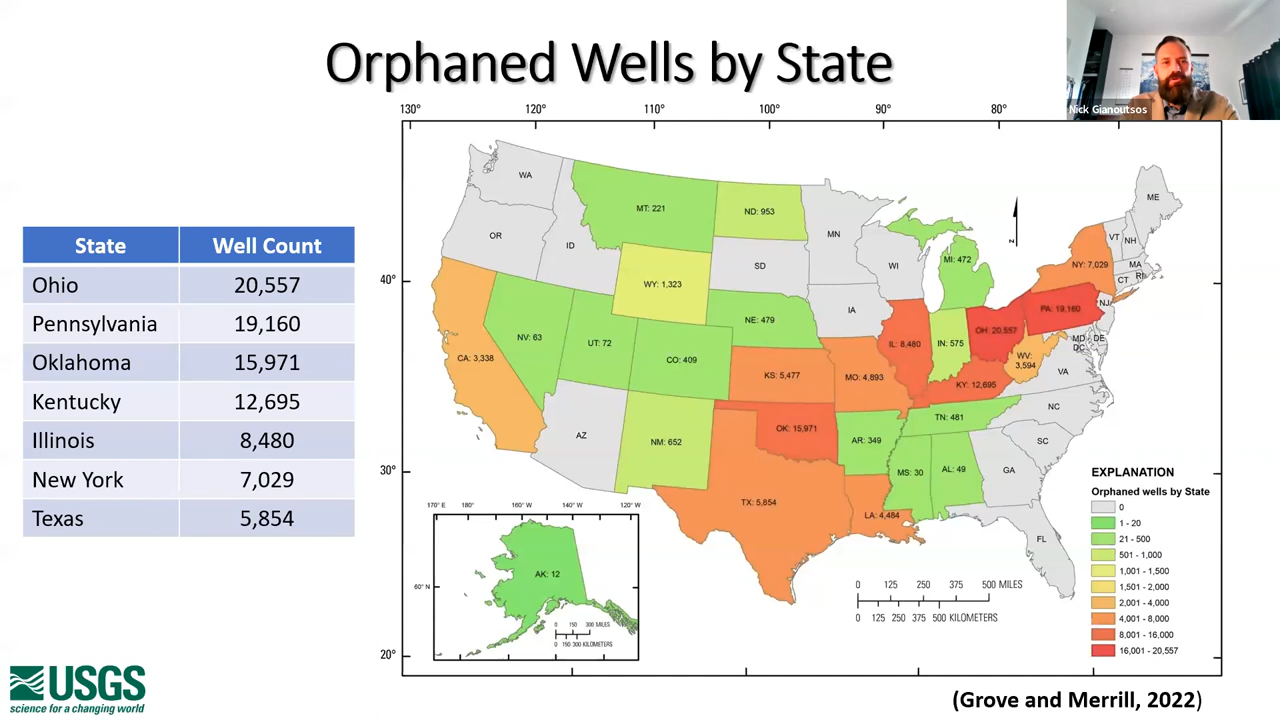 Orphaned Wells by State
Nick Gianoutsos
State Well Count
Ohio 20,557
Pennsylvania 19,160
Oklahoma 15,971
Kentucky 12,695
Illinois 8,480
New York 7,029
Texas 5,854
130° 120° 110° 100° 90° 80°
40°
30°
20°
WA
OR
ID
MT: 221
ND: 953
MN
SD
WI
WY: 1,323
IA
MI: 472
NY: 7,029
VT
NH
ME
MA
RI
CT
NJ
PA: 19,160
OH: 20,557
IN: 575
IL: 8,480
NE: 479
NV: 63
UT: 72
CO: 409
CA: 3,338
KS: 5,477
MO: 4,893
KY: 12,695
WV:
3,594
MD
DC
DE
VA
NC
TN: 481
SC
AZ
NM: 652
OK: 15,971
AR: 349
MS: 30
AL: 49
GA
TX: 5,854
LA: 4,484
FL
N
170° E 180° 160° W 140° W 120° W
60° N
AK: 12
0 150 300 MILES
0 150 300 KILOMETERS
0 125 250 375 500 MILES
0 125 250 375 500 KILOMETERS
EXPLANATION
Orphaned wells by State
0
1 - 20
21 - 500
501 - 1,000
1,001 - 1,500
1,501 - 2,000
2,001 - 4,000
4,001 - 8,000
8,001 - 16,000
16,001 - 20,557
USGS
science for a changing world
(Grove and Merrill, 2022)